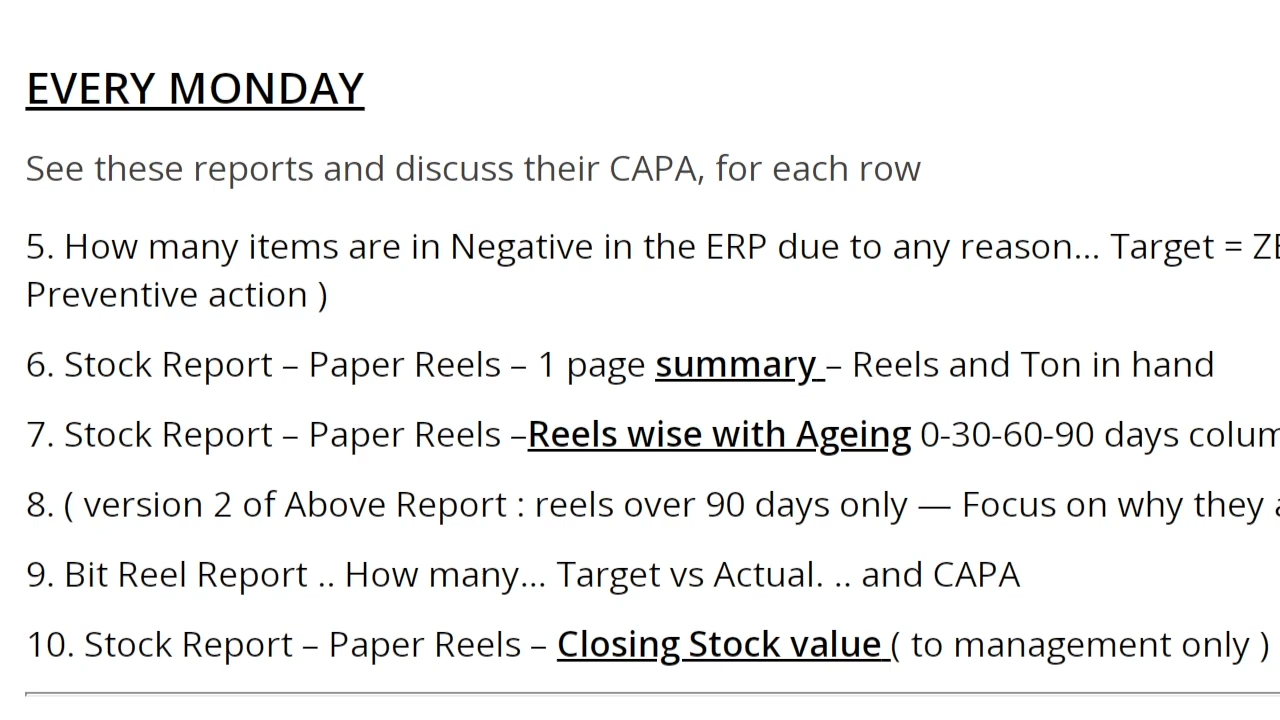 EVERY MONDAY
See these reports and discuss their CAPA, for each row
5. How many items are in Negative in the ERP due to any reason... Target =
Preventive action )
6. Stock Report – Paper Reels – 1 page summary – Reels and Ton in hand
7. Stock Report – Paper Reels –Reels wise with Ageing 0-30-60-90 days
8. ( version 2 of Above Report : reels over 90 days only — Focus on why they
9. Bit Reel Report .. How many... Target vs Actual. .. and CAPA
10. Stock Report – Paper Reels – Closing Stock value ( to management only )